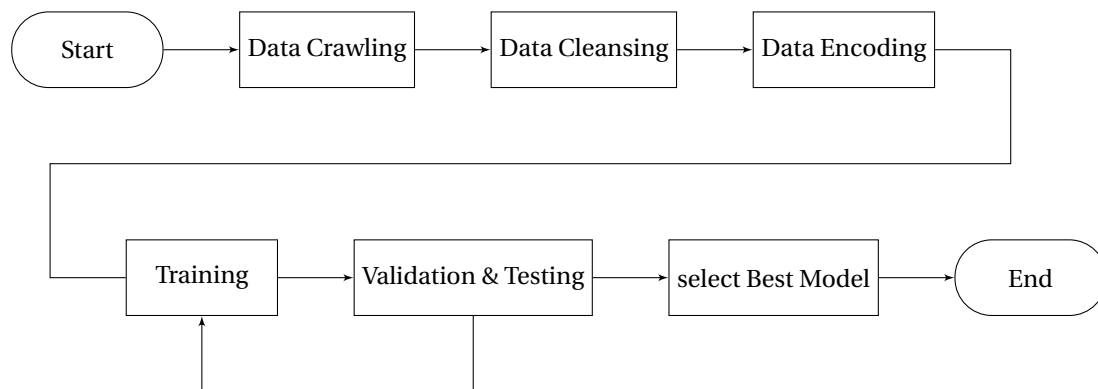 Start
Data Crawling
Data Cleansing
Data Encoding
Training
Validation & Testing
select Best Model
End